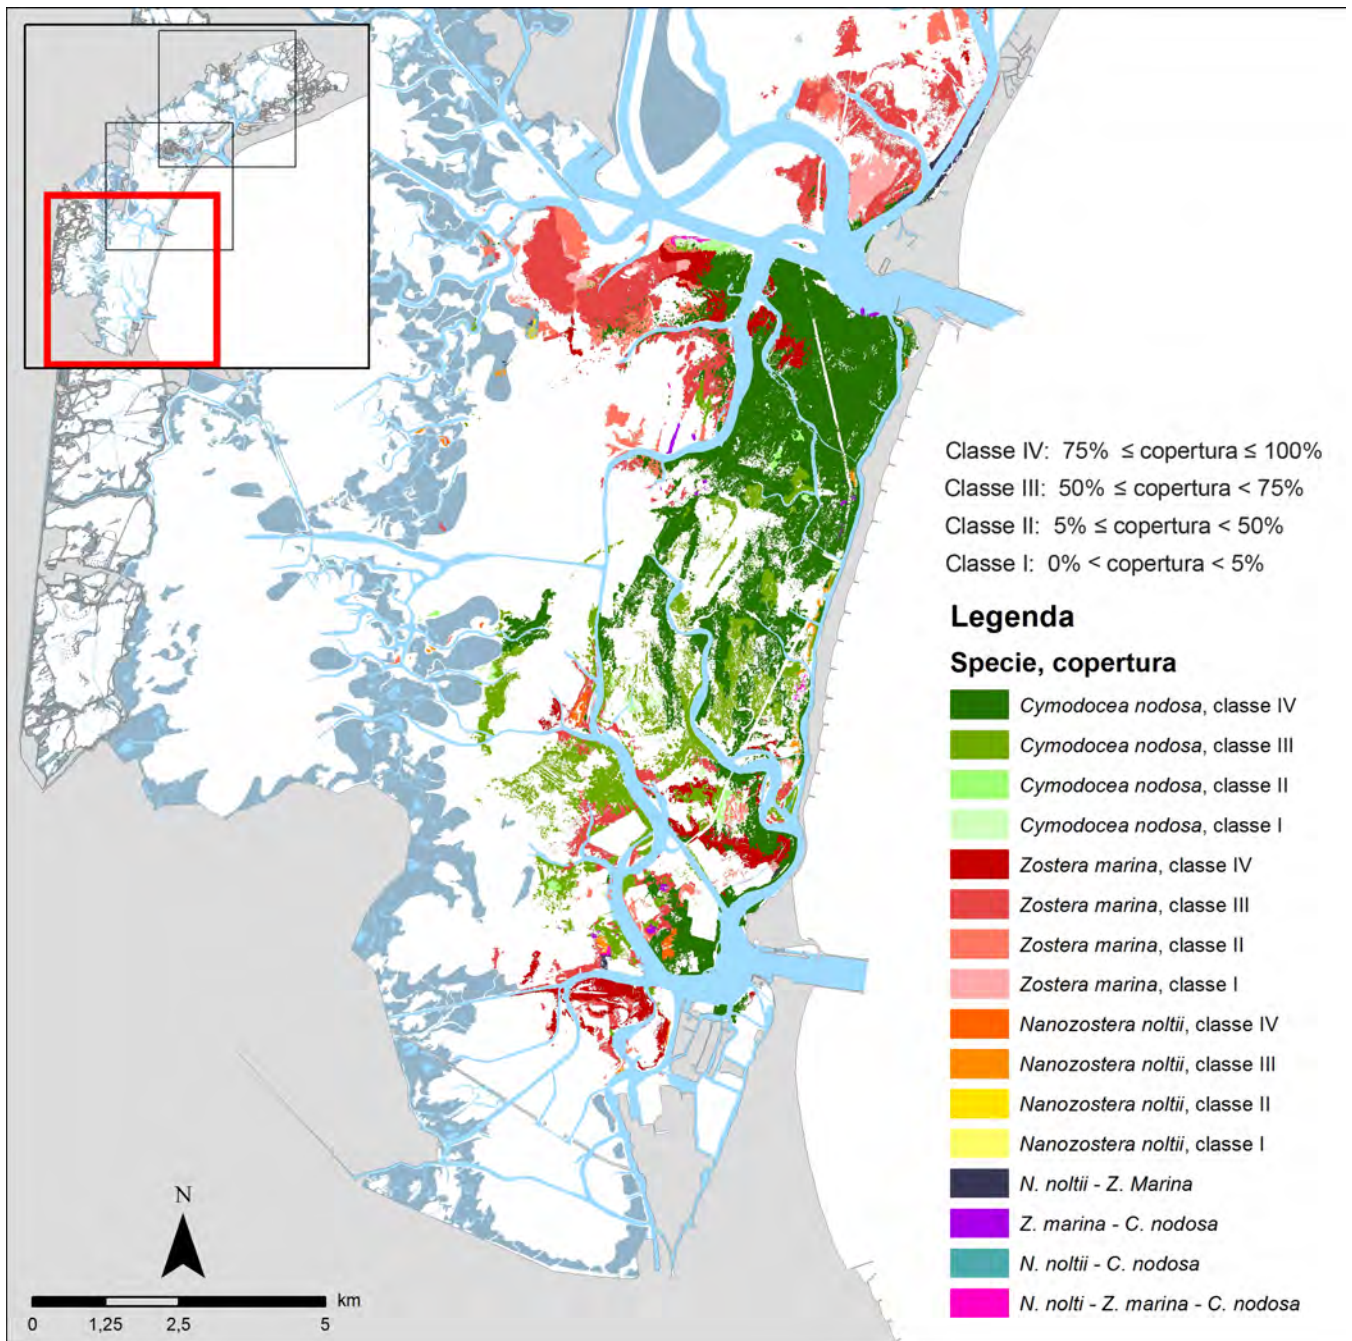 Classe IV: 75% ≤ copertura ≤ 100%
Classe III: 50% ≤ copertura < 75%
Classe II: 5% ≤ copertura < 50%
Classe I: 0% < copertura < 5%
Legenda
Specie, copertura
Cymodocea nodosa, classe IV
Cymodocea nodosa, classe III
Cymodocea nodosa, classe II
Cymodocea nodosa, classe I
Zostera marina, classe IV
Zostera marina, classe III
Zostera marina, classe II
Zostera marina, classe I
Nanozostera noltii, classe IV
Nanozostera noltii, classe III
Nanozostera noltii, classe II
Nanozostera noltii, classe I
N. noltii - Z. Marina
Z. marina - C. nodosa
N. noltii - C. nodosa
N. nolti - Z. marina - C. nodosa
N
km
0 1,25 2,5 5